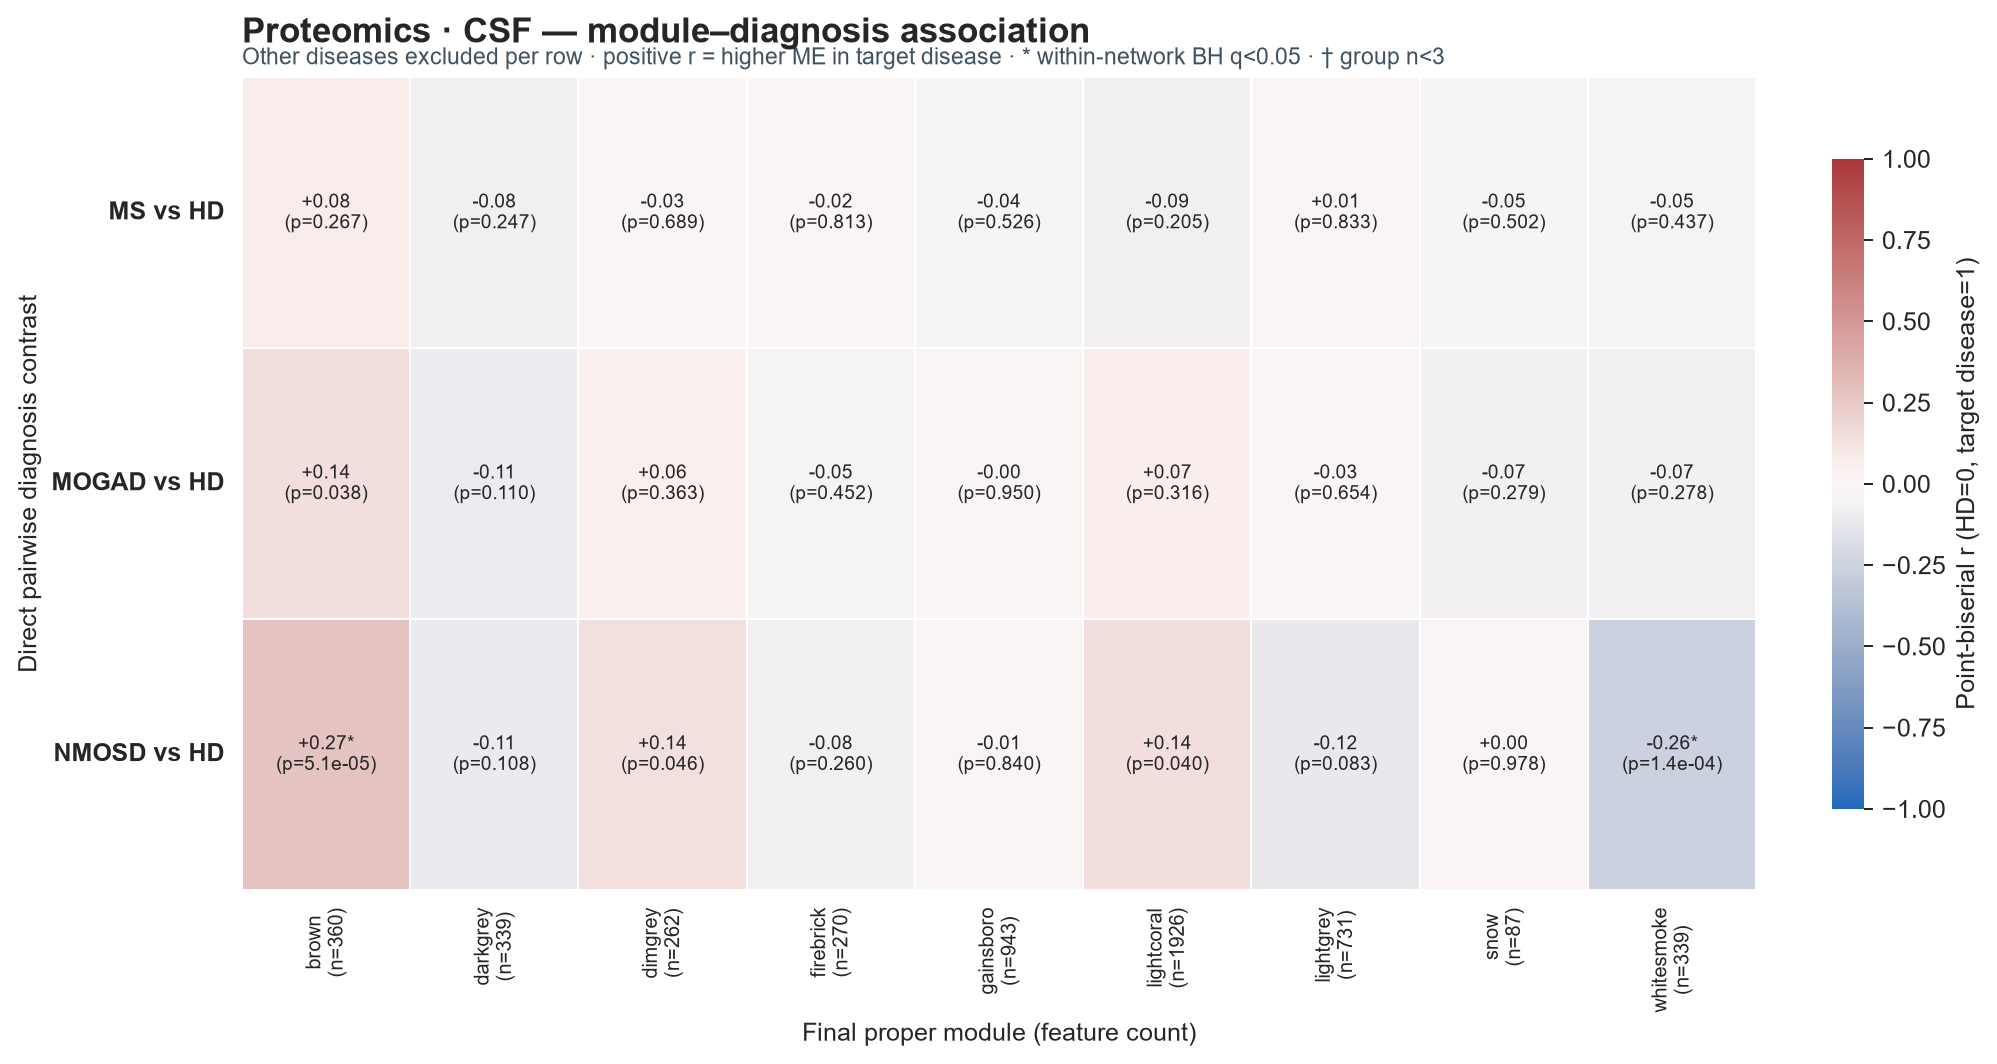 Proteomics · CSF — module–diagnosis association
Other diseases excluded per row · positive r = higher ME in target disease · * within-network BH q<0.05 · † group n<3
Direct pairwise diagnosis contrast
MS vs HD
+0.08
(p=0.267)
-0.08
(p=0.247)
-0.03
(p=0.689)
-0.02
(p=0.813)
-0.04
(p=0.526)
-0.09
(p=0.205)
+0.01
(p=0.833)
-0.05
(p=0.502)
-0.05
(p=0.437)
MOGAD vs HD
+0.14
(p=0.038)
-0.11
(p=0.110)
+0.06
(p=0.363)
-0.05
(p=0.452)
-0.00
(p=0.950)
+0.07
(p=0.316)
-0.03
(p=0.654)
-0.07
(p=0.279)
-0.07
(p=0.278)
NMOSD vs HD
+0.27*
(p=5.1e-05)
-0.11
(p=0.108)
+0.14
(p=0.046)
-0.08
(p=0.260)
-0.01
(p=0.840)
+0.14
(p=0.040)
-0.12
(p=0.083)
+0.00
(p=0.978)
-0.26*
(p=1.4e-04)
brown
(n=360)
darkgrey
(n=339)
dimgrey
(n=262)
firebrick
(n=270)
gainsboro
(n=943)
lightcoral
(n=1926)
lightgrey
(n=731)
snow
(n=87)
whitesmoke
(n=339)
Final proper module (feature count)
1.00
0.75
0.50
0.25
0.00
−0.25
−0.50
−0.75
−1.00
Point-biserial r (HD=0, target disease=1)